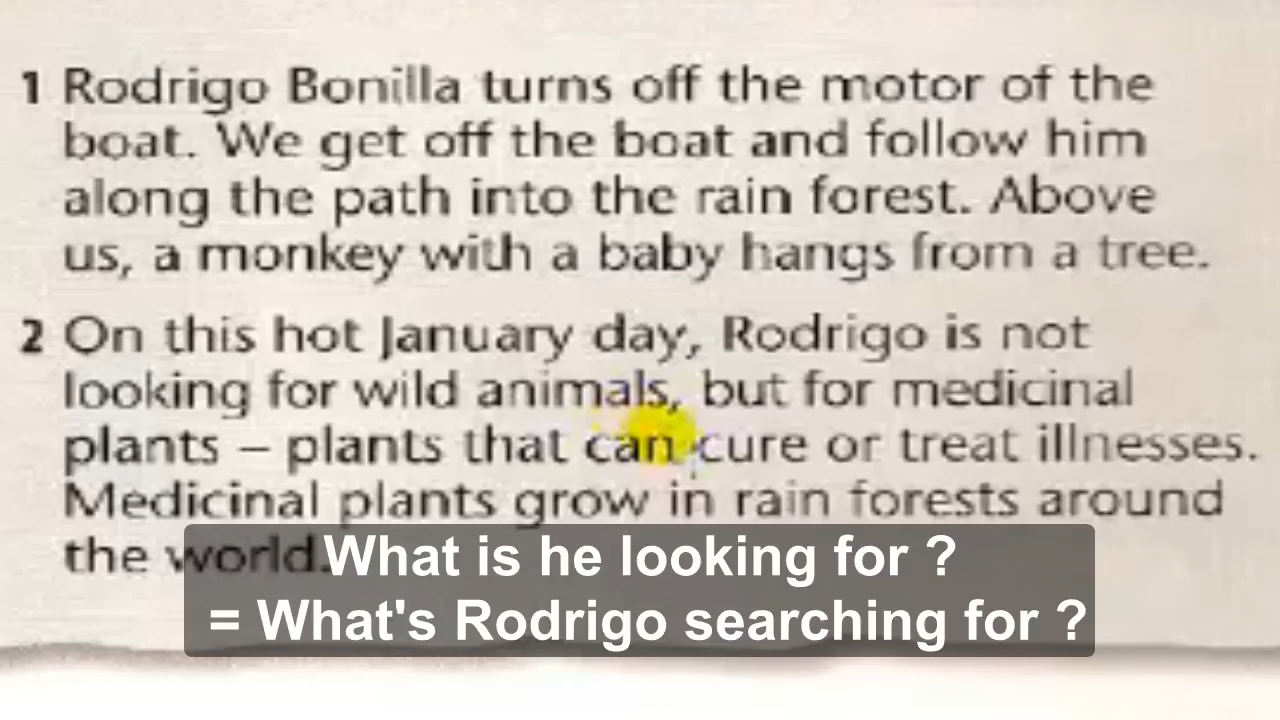 1 Rodrigo Bonilla turns off the motor of the
boat. We get off the boat and follow him
along the path into the rain forest. Above
us, a monkey with a baby hangs from a tree.
2 On this hot January day, Rodrigo is not
looking for wild animals, but for medicinal
plants – plants that can cure or treat illnesses.
Medicinal plants grow in rain forests around
the world.
What is he looking for ?
= What's Rodrigo searching for ?